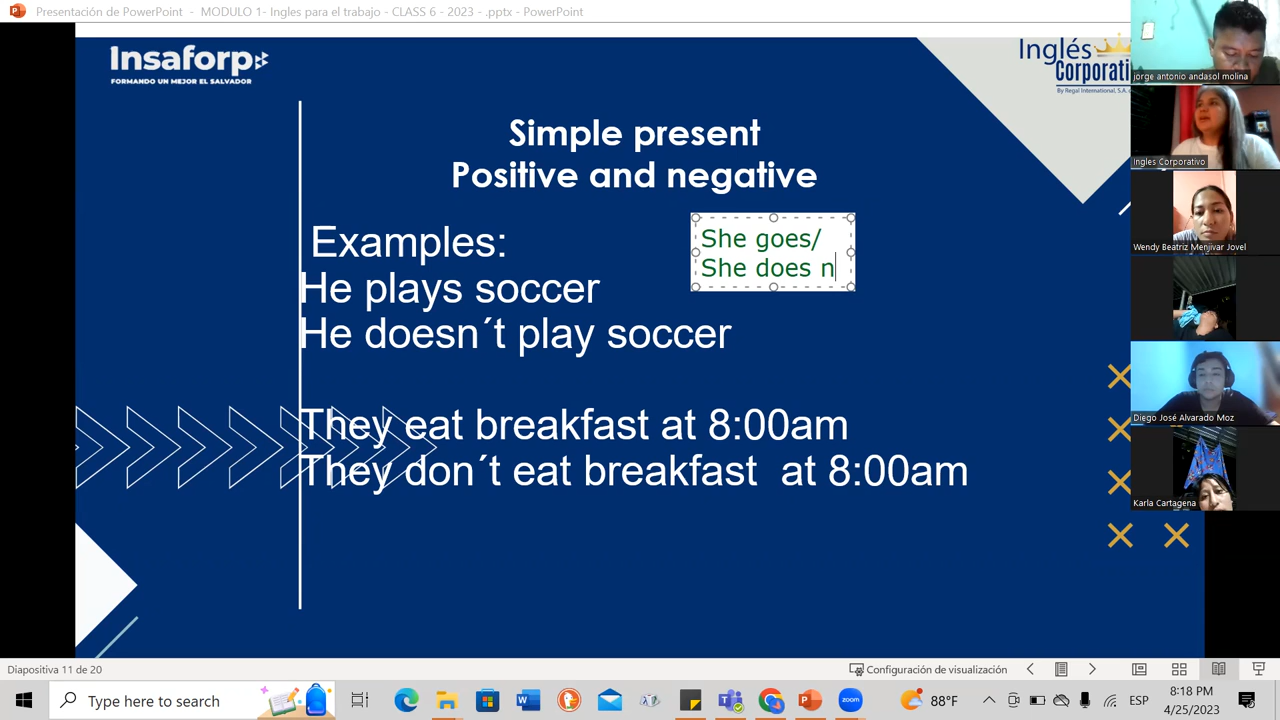 Presentación de PowerPoint - MODULO 1- Ingles para el trabajo - CLASS 6 - 2023 - .pptx - PowerPoint
Insaforp
FORMANDO UN MEJOR EL SALVADOR
Inglés
Corporati
By Regal International, S.A.
Simple present
Positive and negative
She goes/
She does n
Examples:
He plays soccer
He doesn´t play soccer
They eat breakfast at 8:00am
They don´t eat breakfast at 8:00am
jorge antonio andasol molina
Ingles Corporativo
Wendy Beatriz Menjivar Jovel
Diego José Alvarado Moz
Karla Cartagena
Diapositiva 11 de 20
Configuración de visualización
Type here to search
88°F
ESP
8:18 PM
4/25/2023